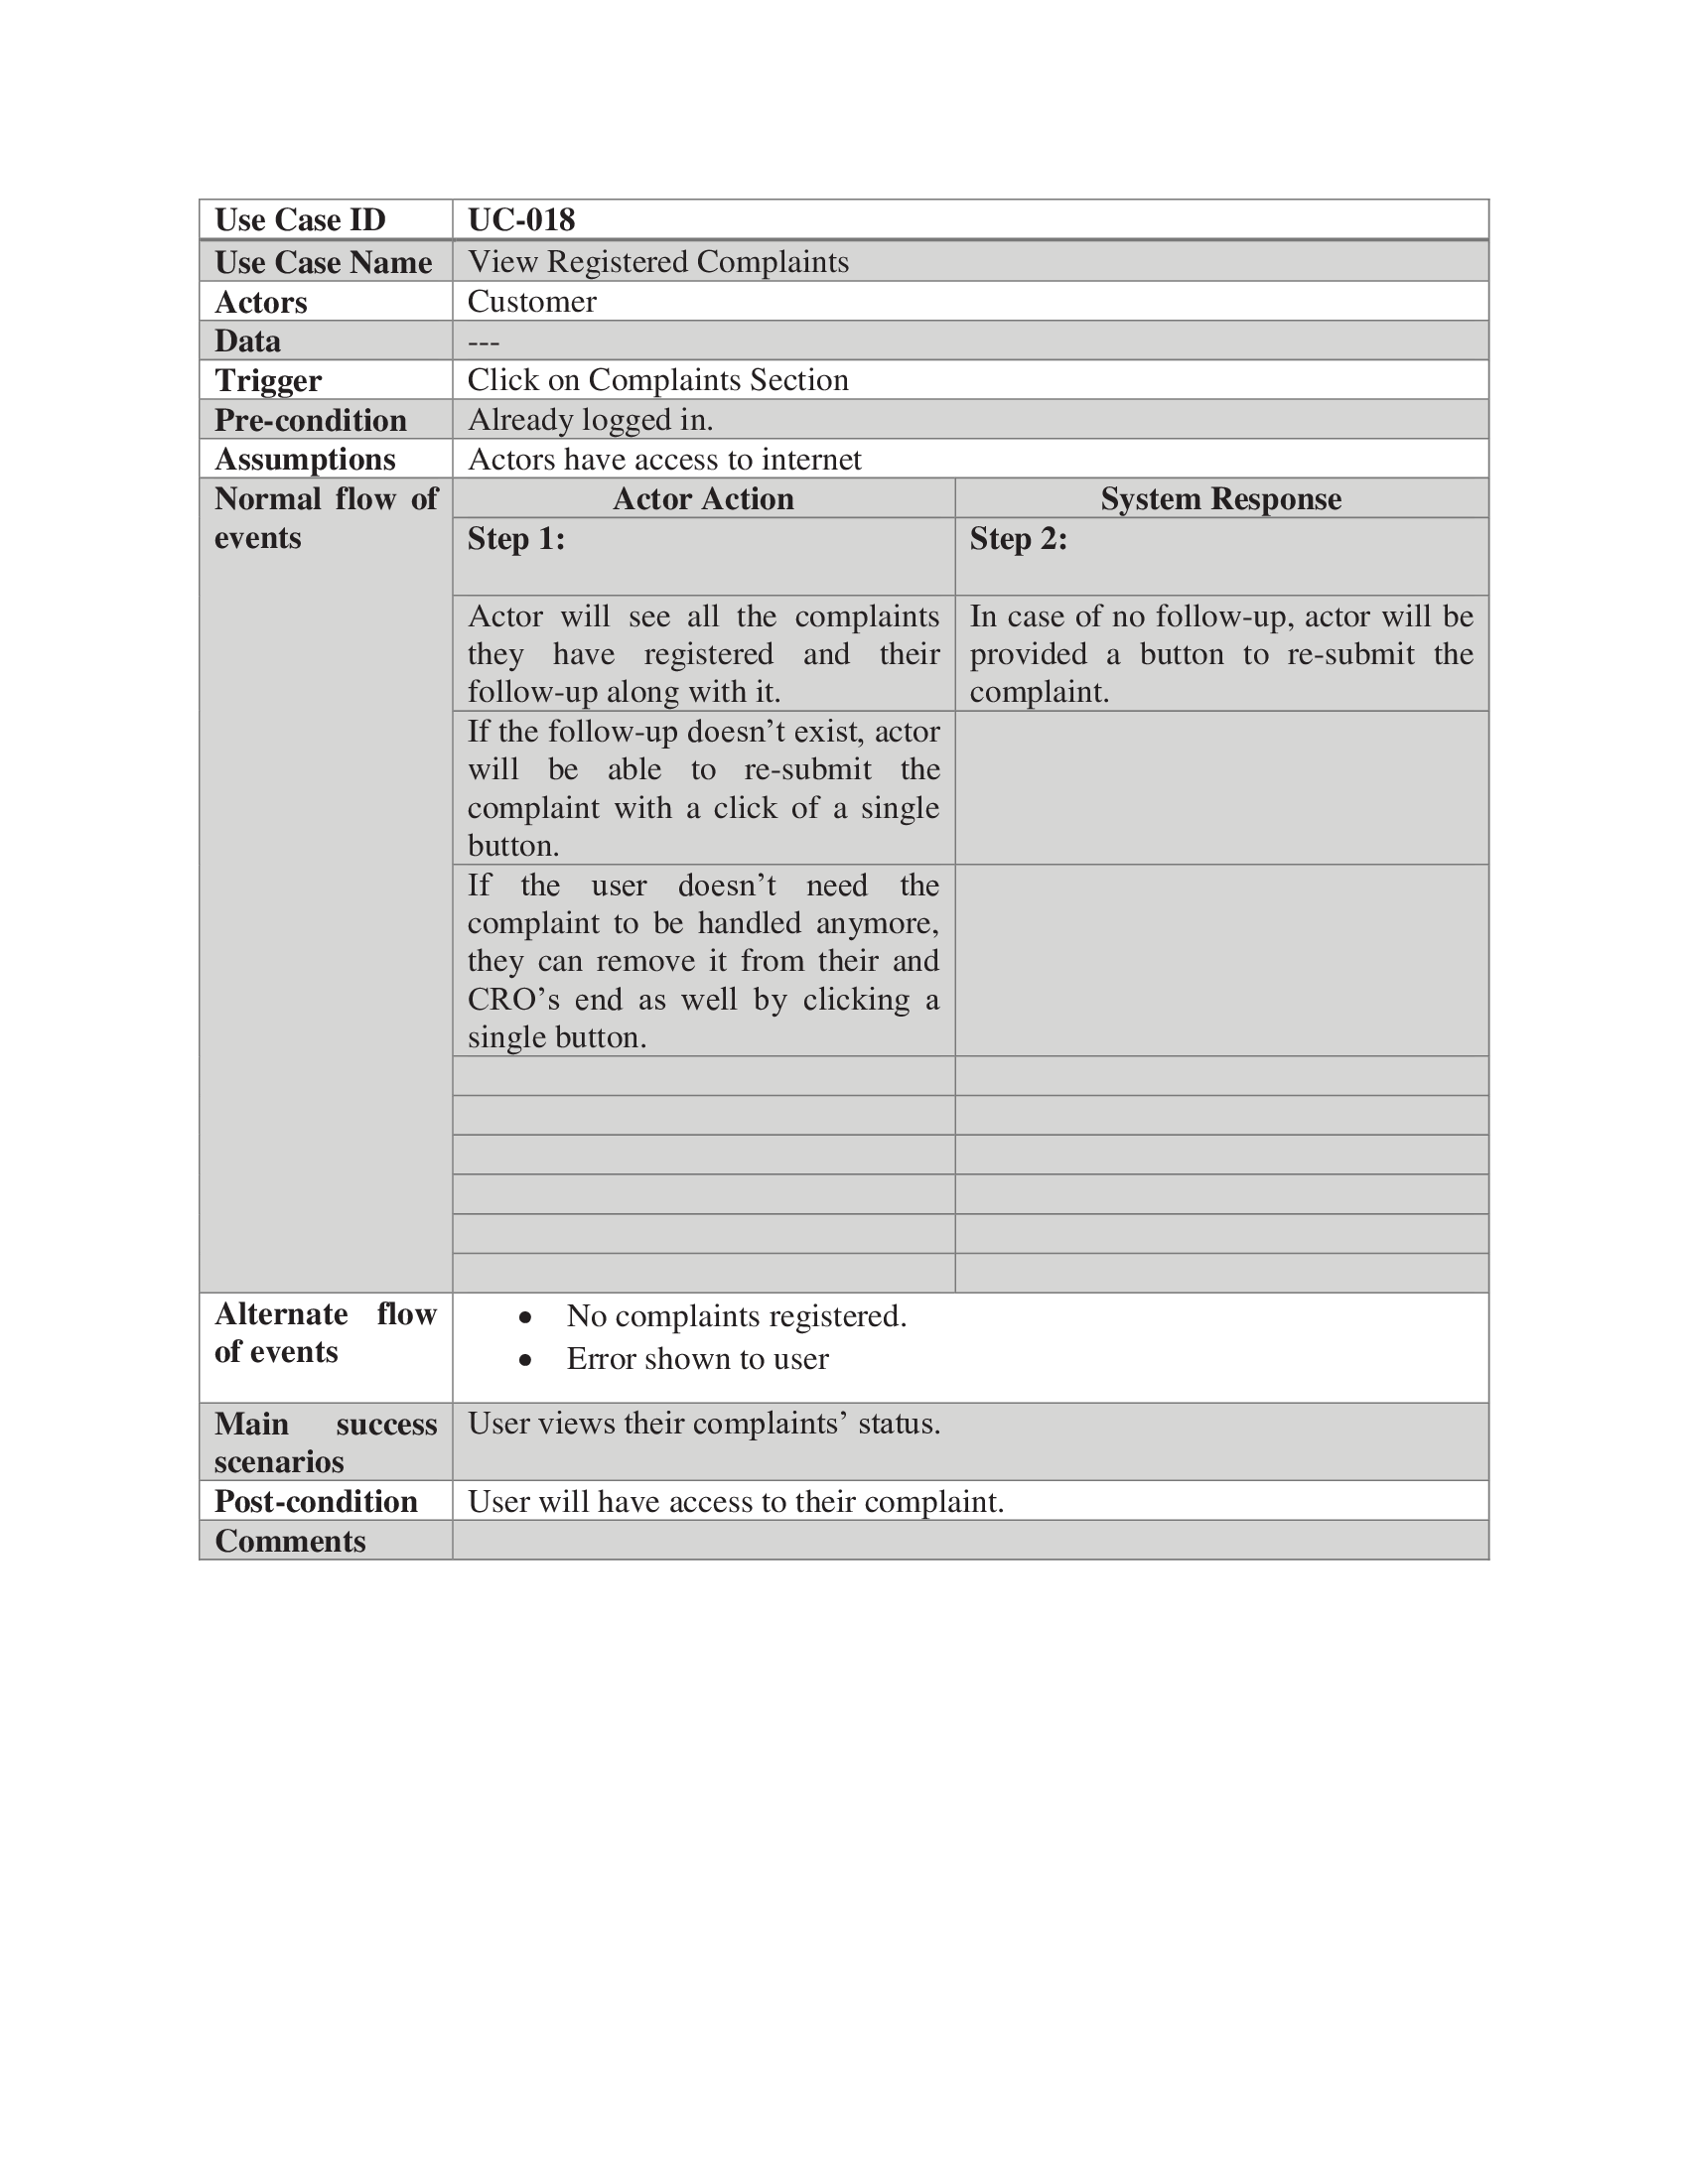 Use Case ID UC-018
Use Case Name View Registered Complaints
Actors Customer
Data ---
Trigger Click on Complaints Section
Pre-condition Already logged in.
Assumptions Actors have access to internet
Normal flow of events
Actor Action System Response
Step 1: Step 2:
Actor will see all the complaints
they have registered and their
follow-up along with it.
In case of no follow-up, actor will be
provided a button to re-submit the
complaint.
If the follow-up doesn’t exist, actor
will be able to re-submit the
complaint with a click of a single
button.
If the user doesn’t need the
complaint to be handled anymore,
they can remove it from their and
CRO’s end as well by clicking a
single button.
Alternate flow
of events
• No complaints registered.
• Error shown to user
Main success
scenarios
User views their complaints’ status.
Post-condition User will have access to their complaint.
Comments